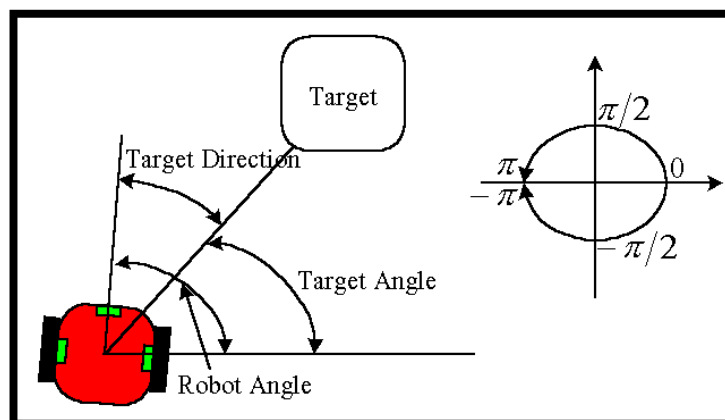 Target
Target Direction
Target Angle
Robot Angle
π/2
π
0
-π
-π/2